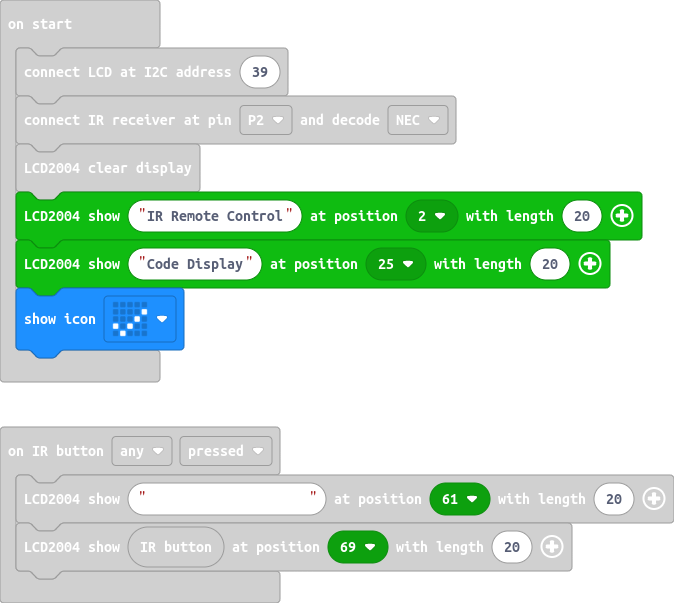 on start
connect LCD at I2C address 39
connect IR receiver at pin P2 and decode NEC
LCD2004 clear display
LCD2004 show "IR Remote Control" at position 2 with length 20
LCD2004 show "Code Display" at position 25 with length 20
show icon
on IR button any pressed
LCD2004 show " " at position 61 with length 20
LCD2004 show IR button at position 69 with length 20